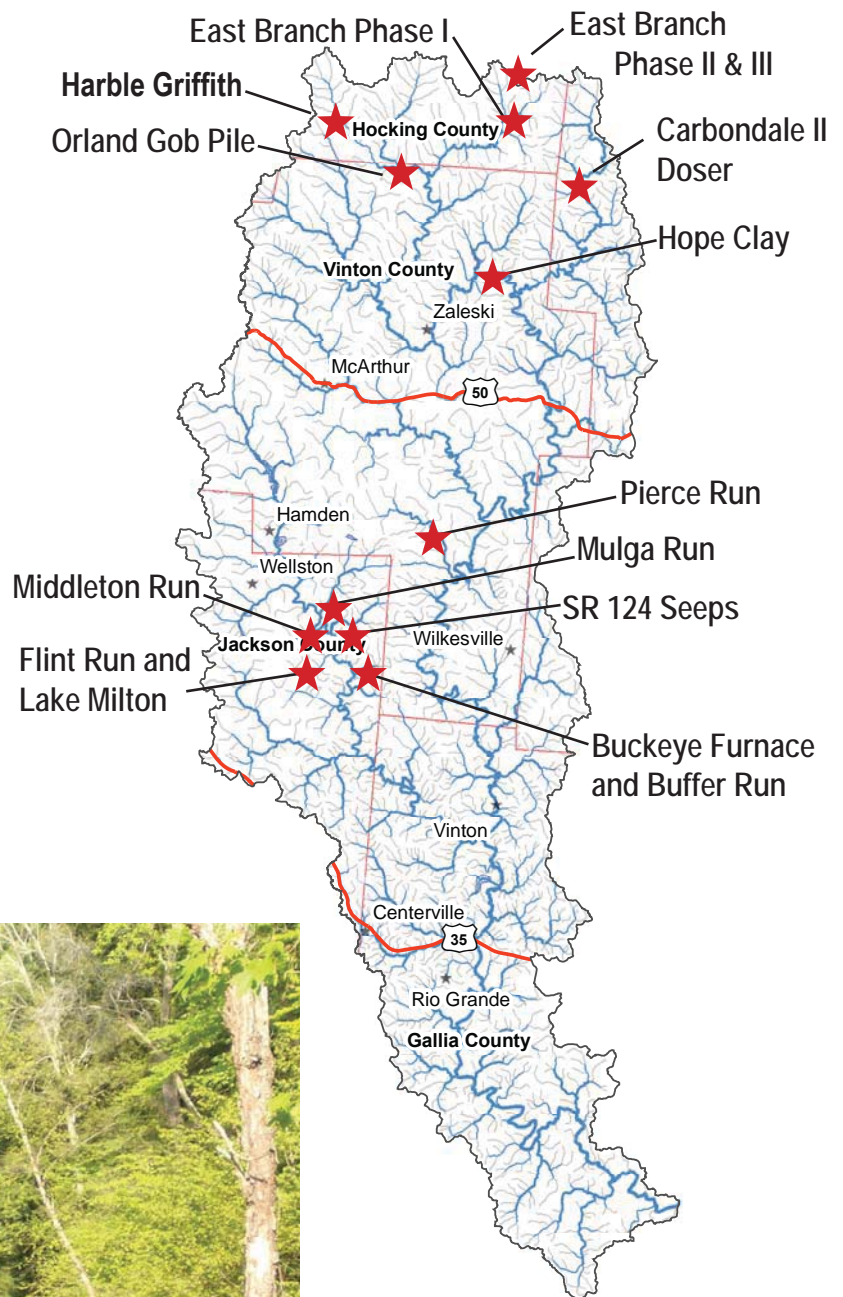 East Branch Phase I
East Branch
Phase II & III
Harble Griffith
Hocking County
Orland Gob Pile
Carbondale II
Doser
Hope Clay
Vinton County
Zaleski
McArthur
50
Pierce Run
Hamden
Mulga Run
Wellston
Middleton Run
SR 124 Seeps
Jackson County
Wilkesville
Flint Run and
Lake Milton
Buckeye Furnace
and Buffer Run
Vinton
Centerville
35
Rio Grande
Gallia County